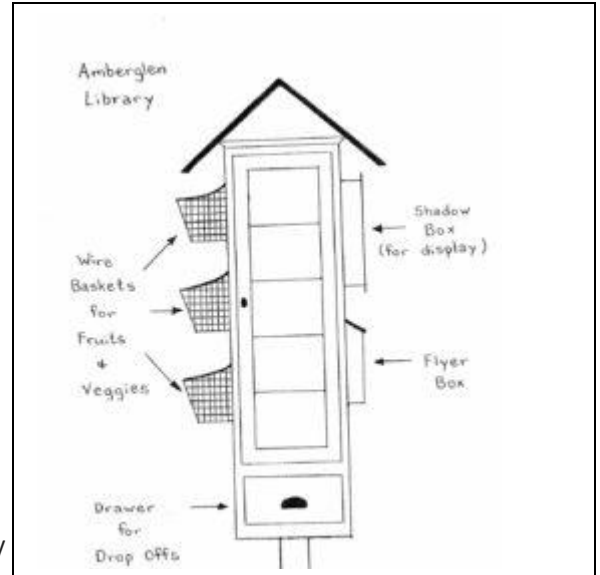 Amberglen
Library
Shadow
Box
(for display)
Wire
Baskets
for
Fruits
+
Veggies
Flyer
Box
Drawer
for
Drop Offs